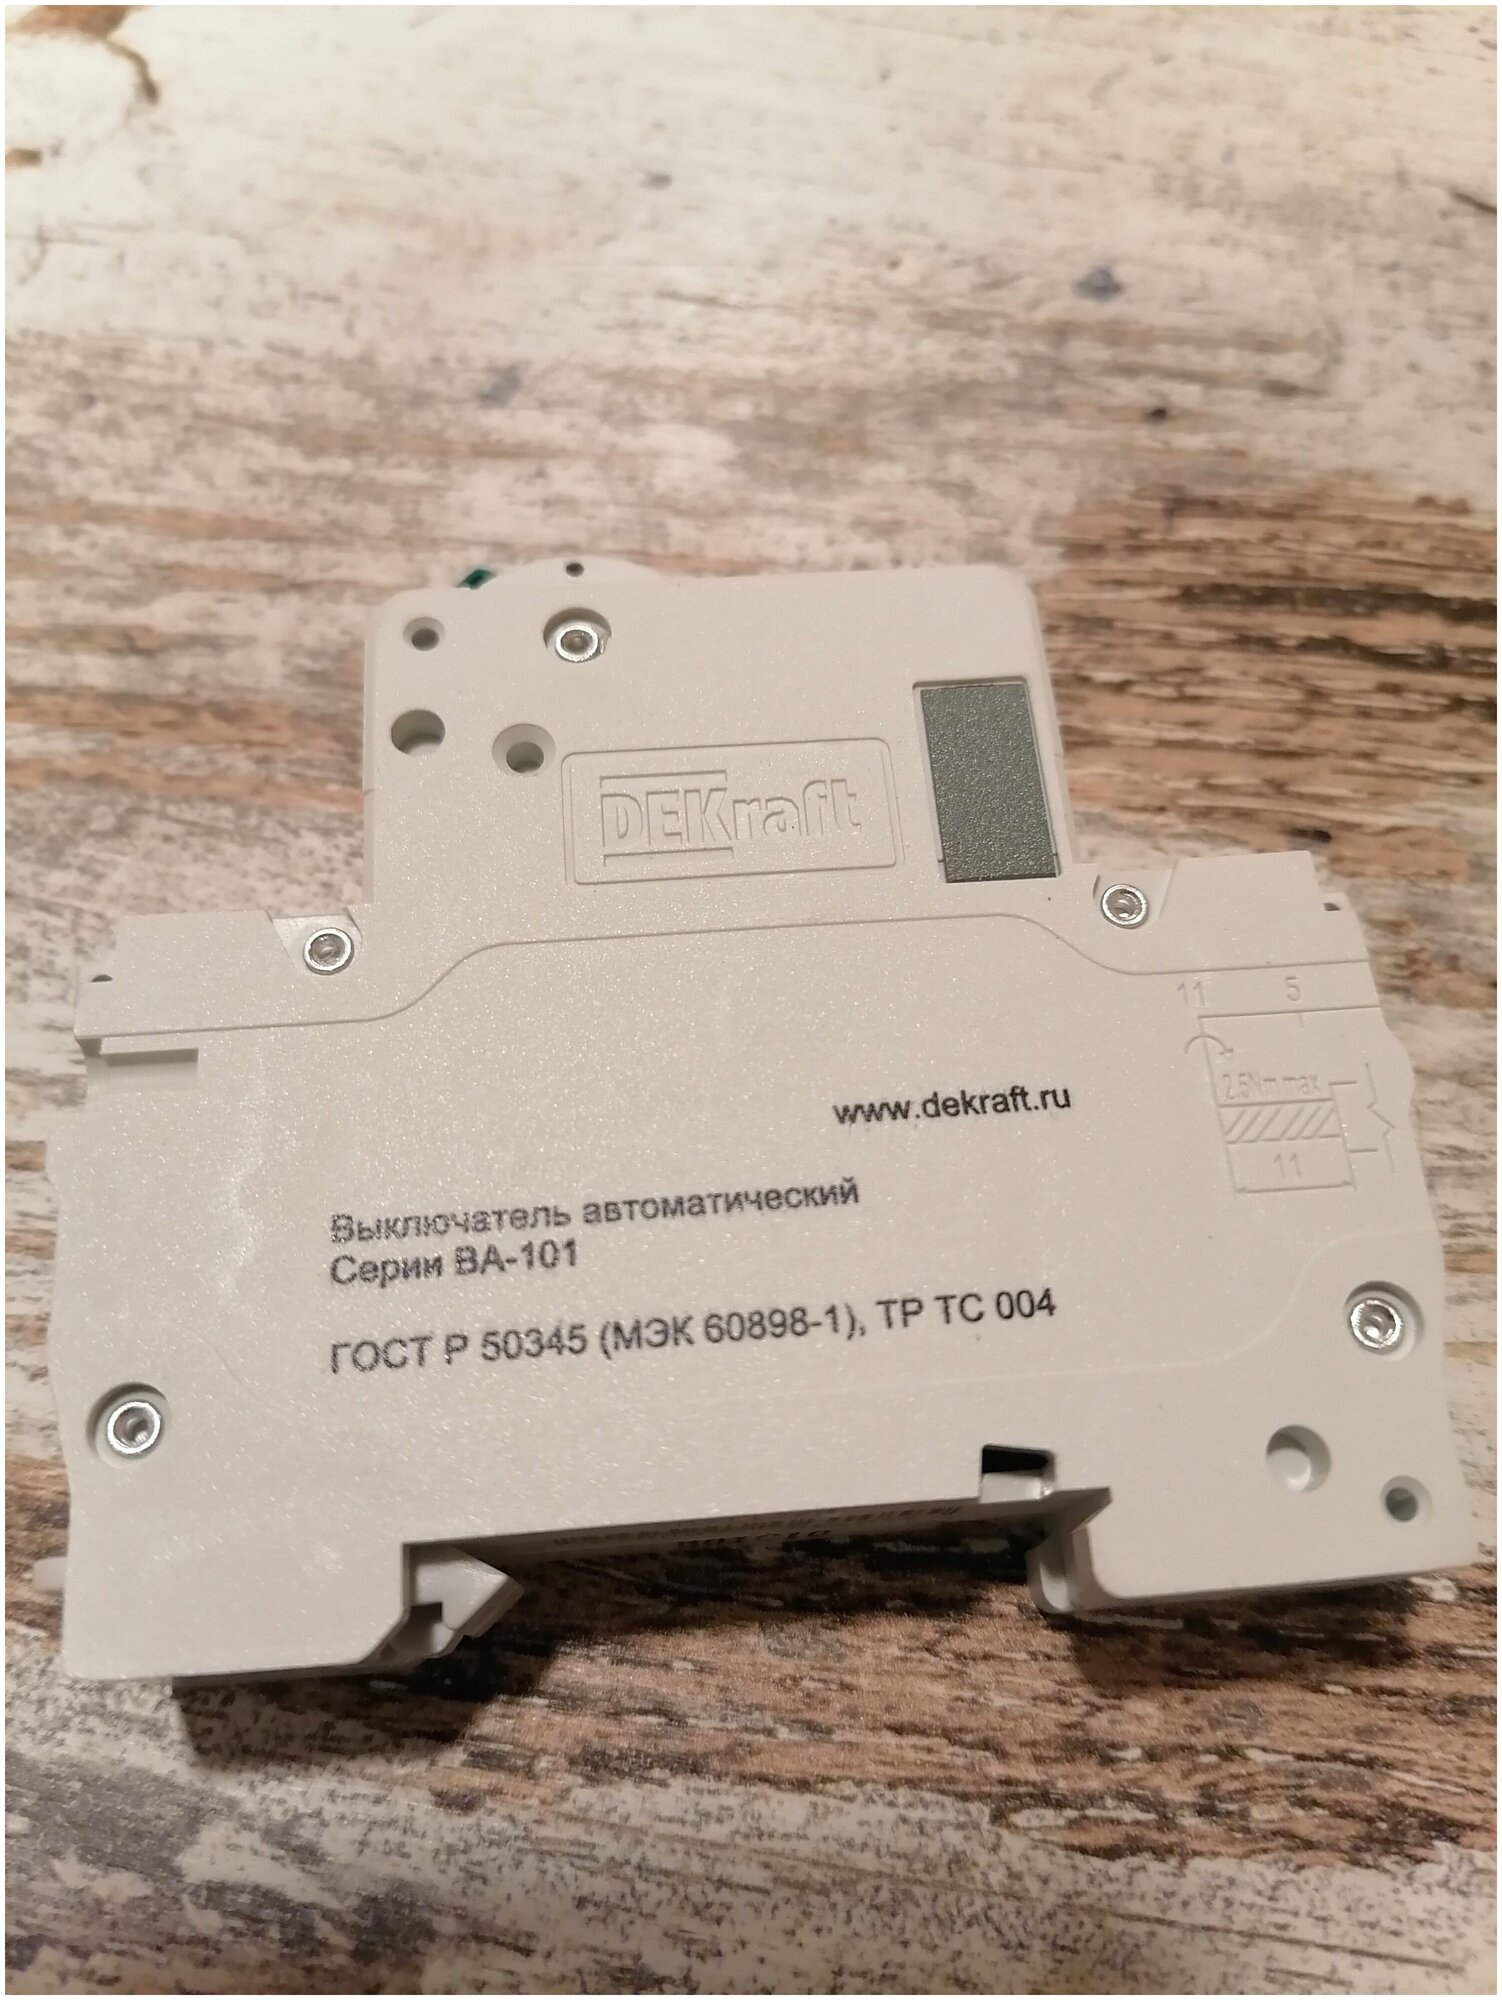 DEKraft
11 5
2.5Nm max
11
www.dekraft.ru
Выключатель автоматический
Серии ВА-101
ГОСТ Р 50345 (МЭК 60898-1), ТР ТС 004